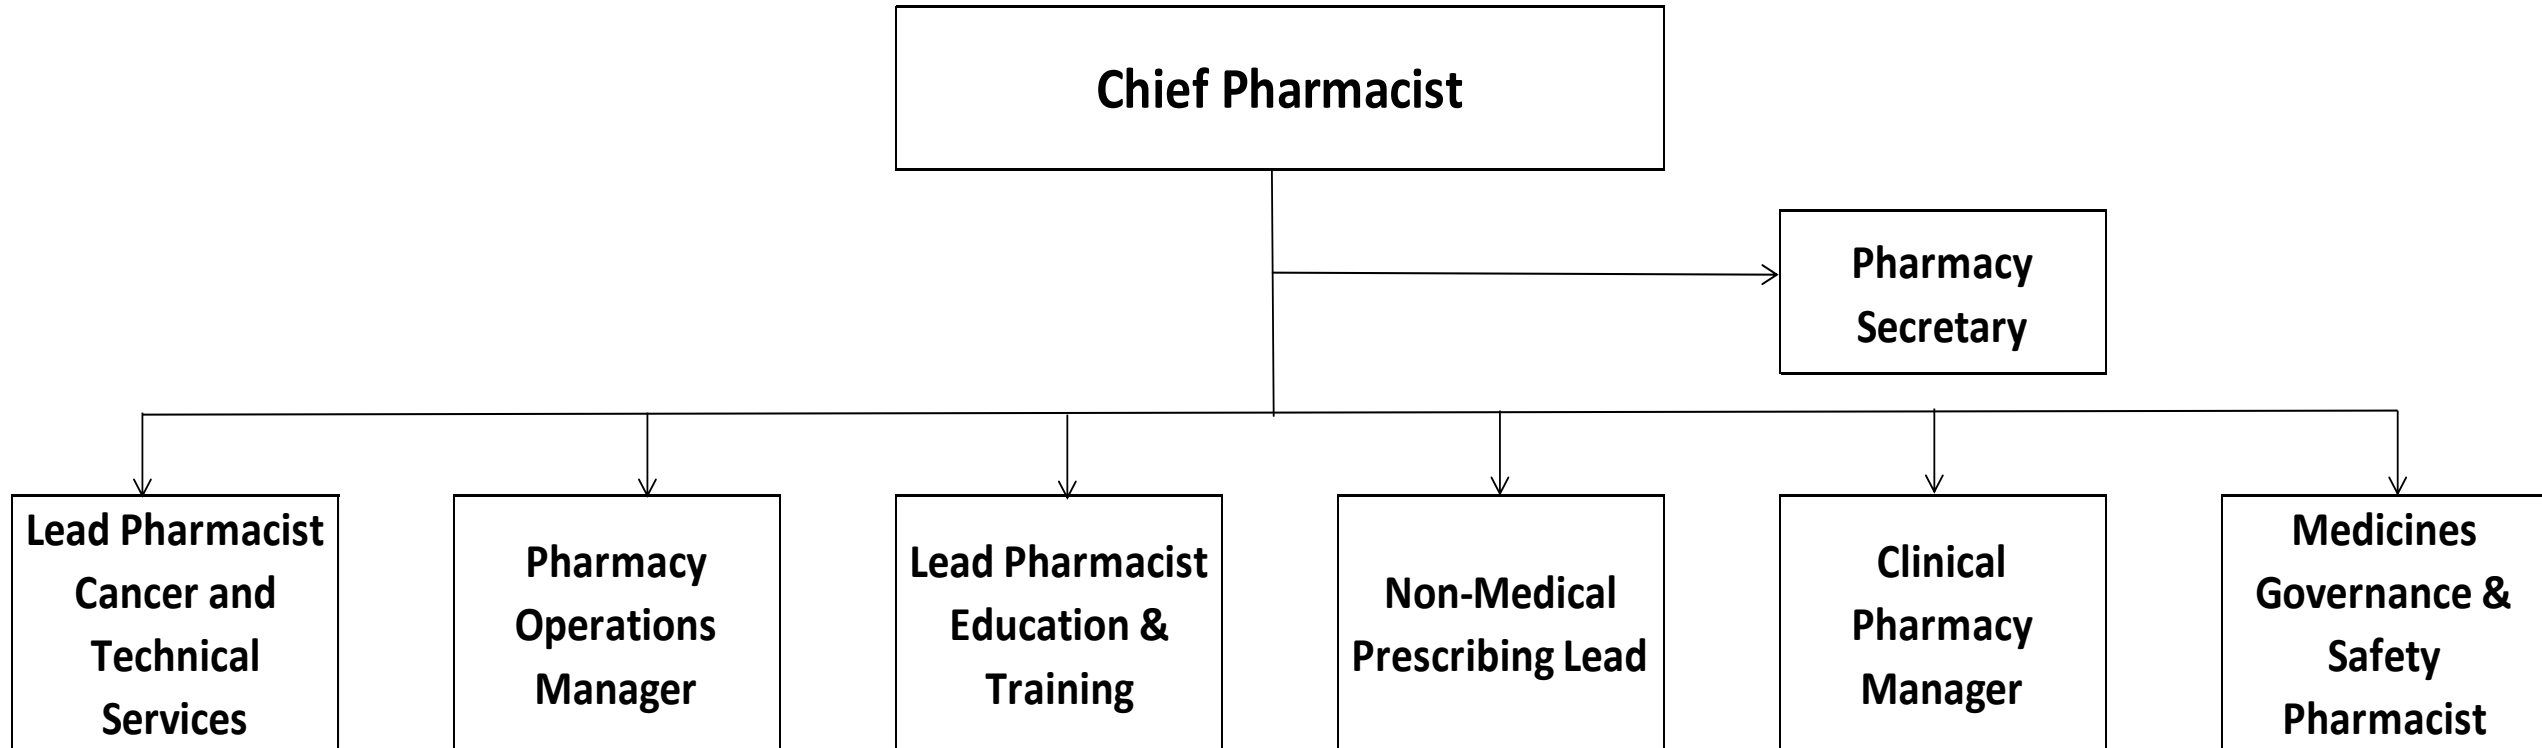 Chief Pharmacist
Pharmacy
Secretary
Lead Pharmacist
Cancer and
Technical
Services
Pharmacy
Operations
Manager
Lead Pharmacist
Education &
Training
Non-Medical
Prescribing Lead
Clinical
Pharmacy
Manager
Medicines
Governance &
Safety
Pharmacist